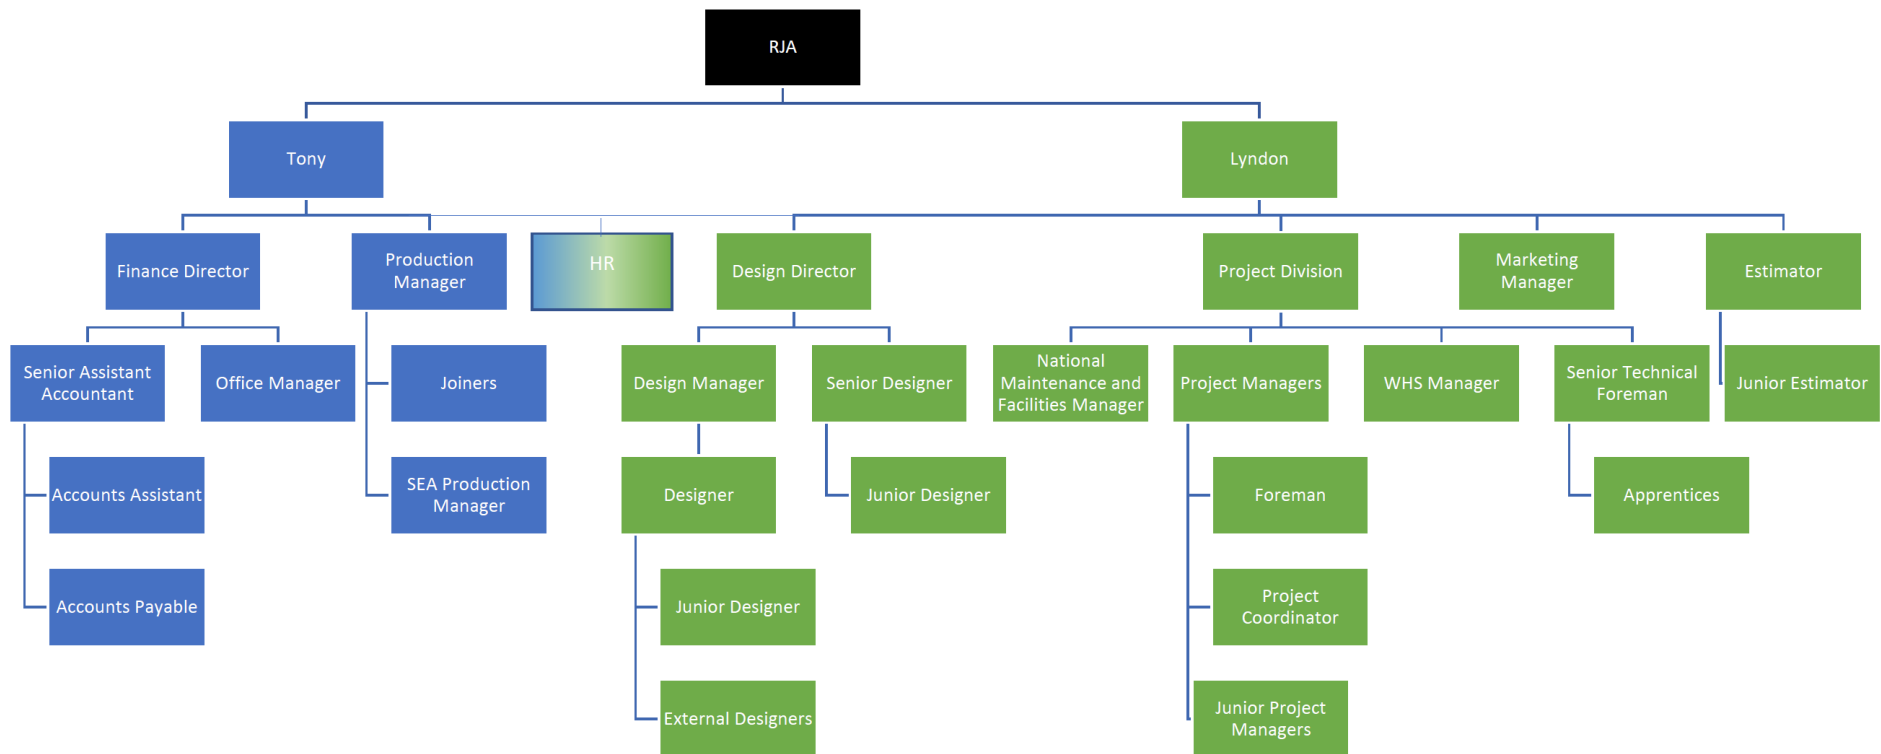 RJA
Tony
Lyndon
Finance Director
Production
Manager
HR
Design Director
Project Division
Marketing
Manager
Estimator
Senior Assistant
Accountant
Office Manager
Joiners
Design Manager
Senior Designer
National
Maintenance and
Facilities Manager
Project Managers
WHS Manager
Senior Technical
Foreman
Junior Estimator
Accounts Assistant
SEA Production
Manager
Designer
Junior Designer
Foreman
Apprentices
Accounts Payable
Junior Designer
Project
Coordinator
External Designers
Junior Project
Managers